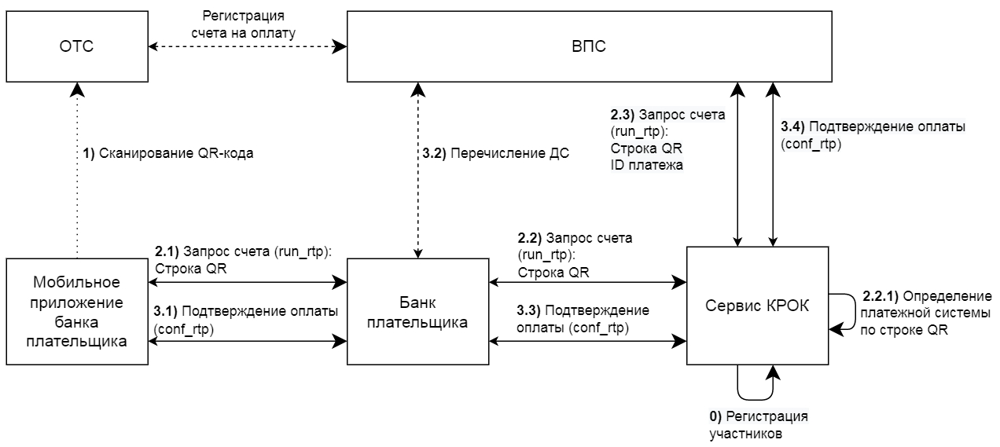 Регистрация
счета на оплату
ОТС
ВПС
2.3) Запрос счета
(run_rtp):
Строка QR
ID платежа
3.4) Подтверждение оплаты
(conf_rtp)
1) Сканирование QR-кода
3.2) Перечисление ДС
2.1) Запрос счета (run_rtp):
Строка QR
2.2) Запрос счета
(run_rtp):
Строка QR
Мобильное
приложение
банка
плательщика
3.1) Подтверждение оплаты
(conf_rtp)
Банк
плательщика
3.3) Подтверждение
оплаты (conf_rtp)
Сервис КРОК
2.2.1) Определение
платежной системы
по строке QR
0) Регистрация
участников